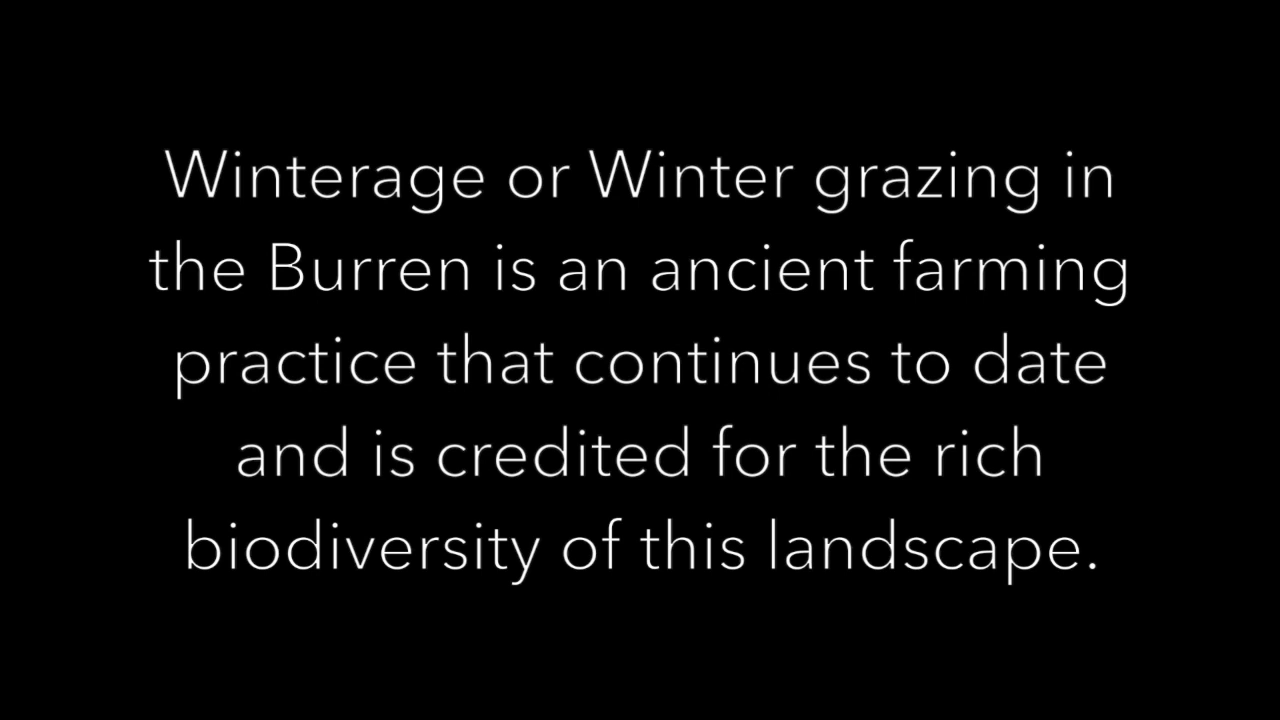 Winterage or Winter grazing in
the Burren is an ancient farming
practice that continues to date
and is credited for the rich
biodiversity of this landscape.